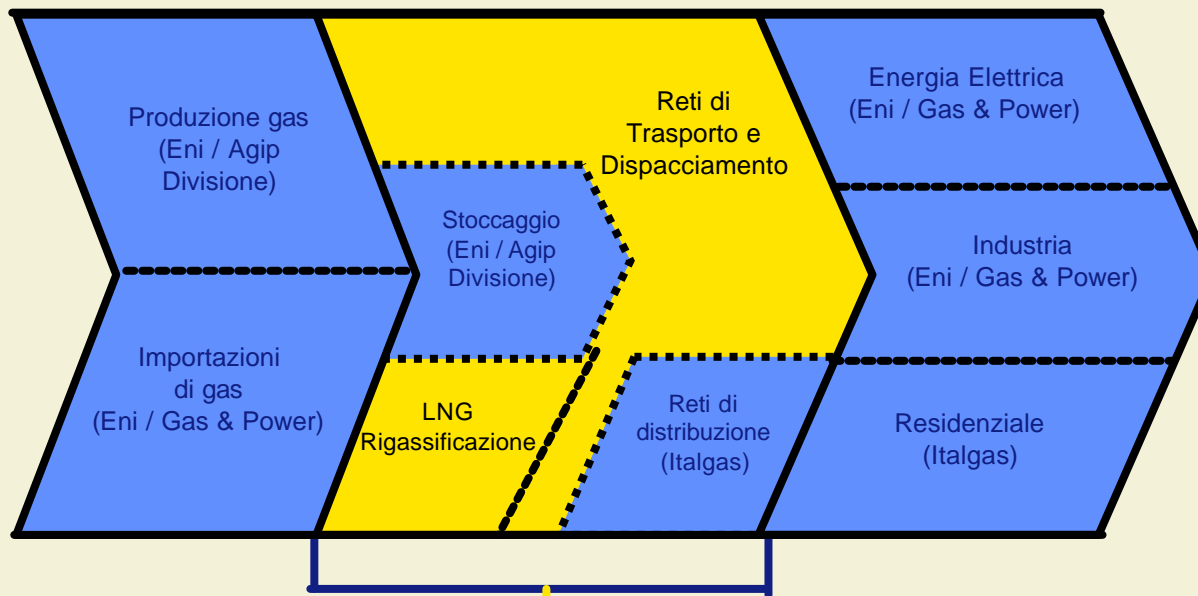 Produzione gas
(Eni / Agip
Divisione)
Importazioni
di gas
(Eni / Gas & Power)
Stoccaggio
(Eni / Agip
Divisione)
LNG
Rigassificazione
Reti di
Trasporto e
Dispacciamento
Reti di
distribuzione
(Italgas)
Energia Elettrica
(Eni / Gas & Power)
Industria
(Eni / Gas & Power)
Residenziale
(Italgas)